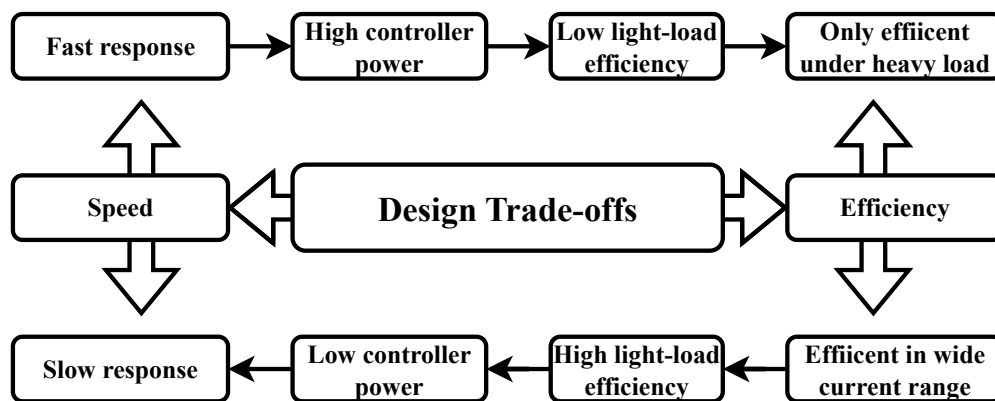 Fast response
High controller
power
Low light-load
efficiency
Only effiicent
under heavy load
Speed
Design Trade-offs
Efficiency
Slow response
Low controller
power
High light-load
efficiency
Effiicent in wide
current range